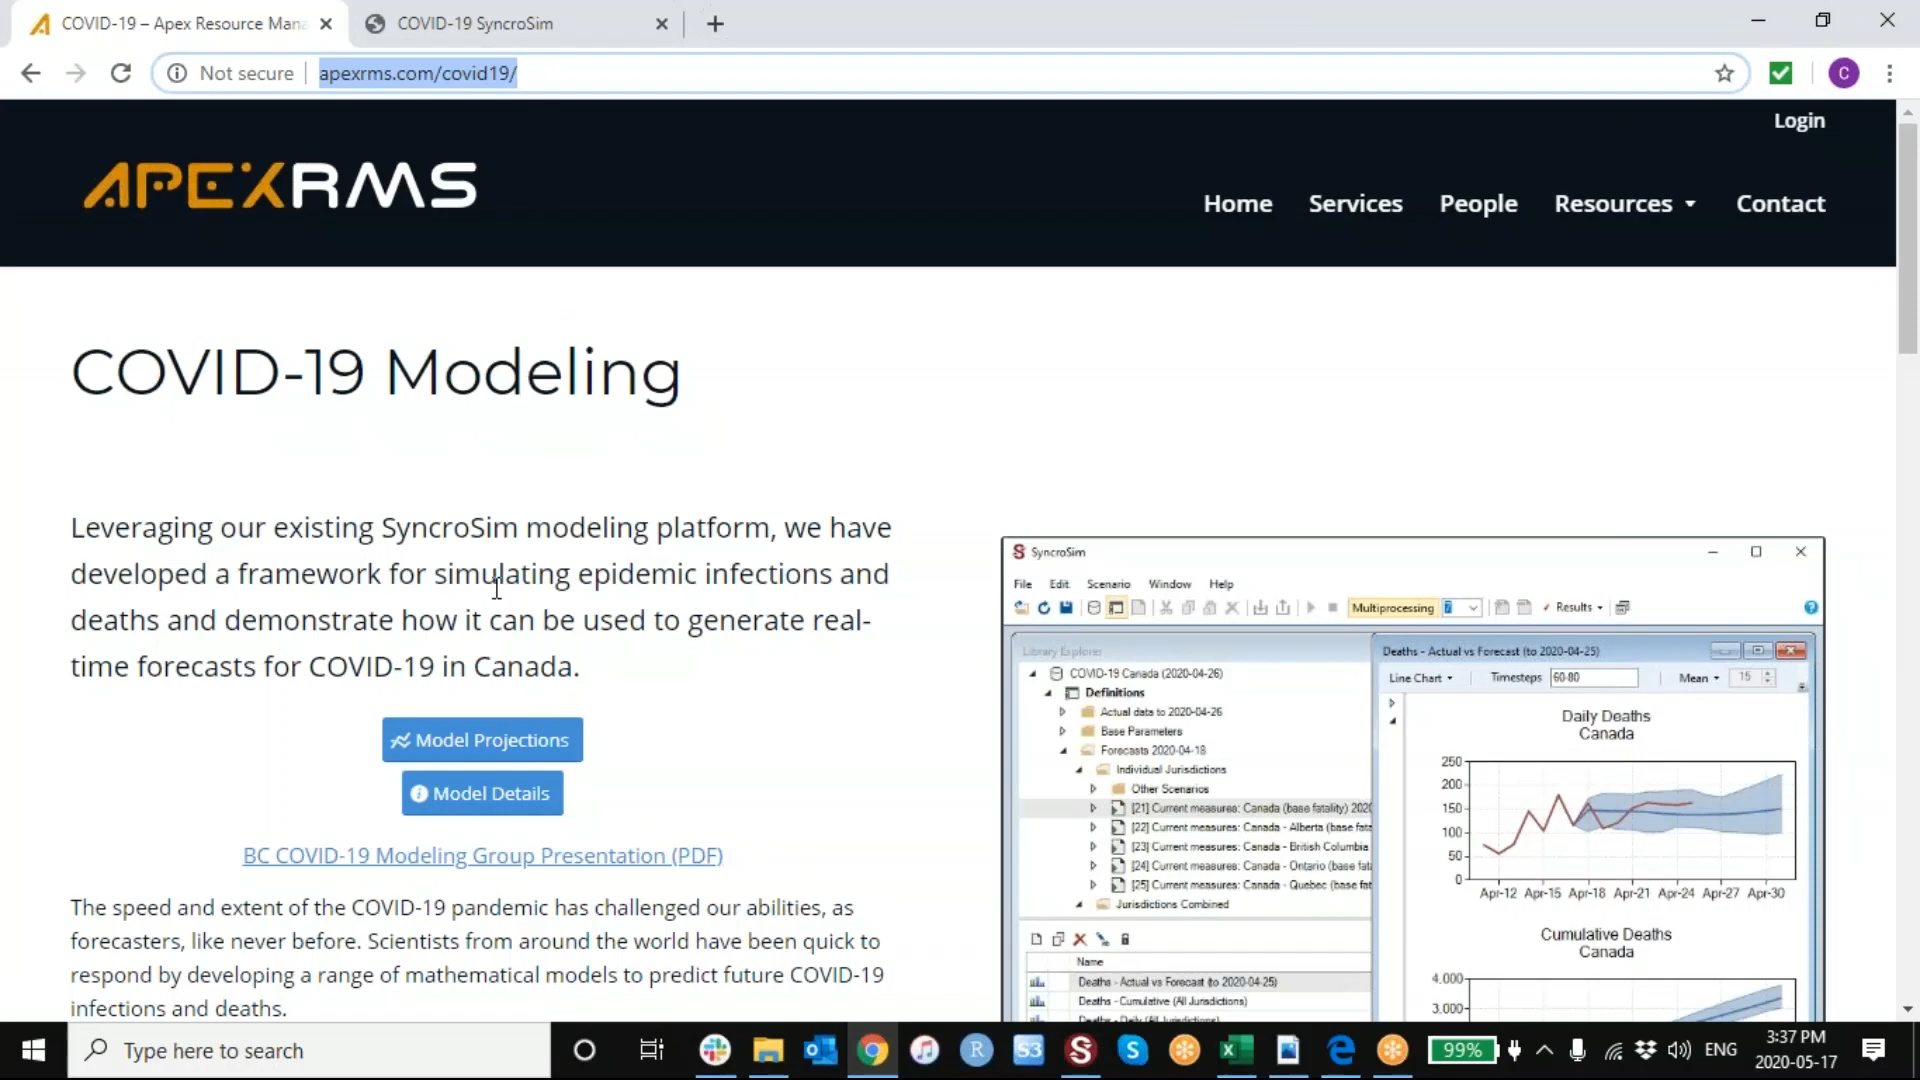 COVID-19 – Apex Resource Mana
COVID-19 SyncroSim
Not secure
apexrms.com/covid19/
C
Login
APEXRMS
Home
Services
People
Resources
Contact
COVID-19 Modeling
Leveraging our existing SyncroSim modeling platform, we have
developed a framework for simulating epidemic infections and
deaths and demonstrate how it can be used to generate real-
time forecasts for COVID-19 in Canada.
Model Projections
Model Details
BC COVID-19 Modeling Group Presentation (PDF)
The speed and extent of the COVID-19 pandemic has challenged our abilities, as
forecasters, like never before. Scientists from around the world have been quick to
respond by developing a range of mathematical models to predict future COVID-19
infections and deaths.
S SyncroSim
File Edit Scenario Window Help
Multiprocessing 7
Results
Library Explorer
COVID-19 Canada (2020-04-26)
Definitions
Actual data to 2020-04-26
Base Parameters
Forecasts 2020-04-18
Individual Jurisdictions
Other Scenarios
[21] Current measures: Canada (base fatality) 202
[22] Current measures: Canada - Alberta (base fata
[23] Current measures: Canada - British Columbia
[24] Current measures: Canada - Ontario (base fata
[25] Current measures: Canada - Quebec (base fat
Jurisdictions Combined
Name
Deaths - Actual vs Forecast (to 2020-04-25)
Deaths - Cumulative (All Jurisdictions)
Deaths - Daily (All Jurisdictions)
Deaths - Actual vs Forecast (to 2020-04-25)
Line Chart
Timesteps 60-80
Mean 15
Daily Deaths
Canada
250
200
150
100
50
0
Apr-12 Apr-15 Apr-18 Apr-21 Apr-24 Apr-27 Apr-30
Cumulative Deaths
Canada
4.000
3.000
Type here to search
R
S3
S
99%
ENG
3:37 PM
2020-05-17